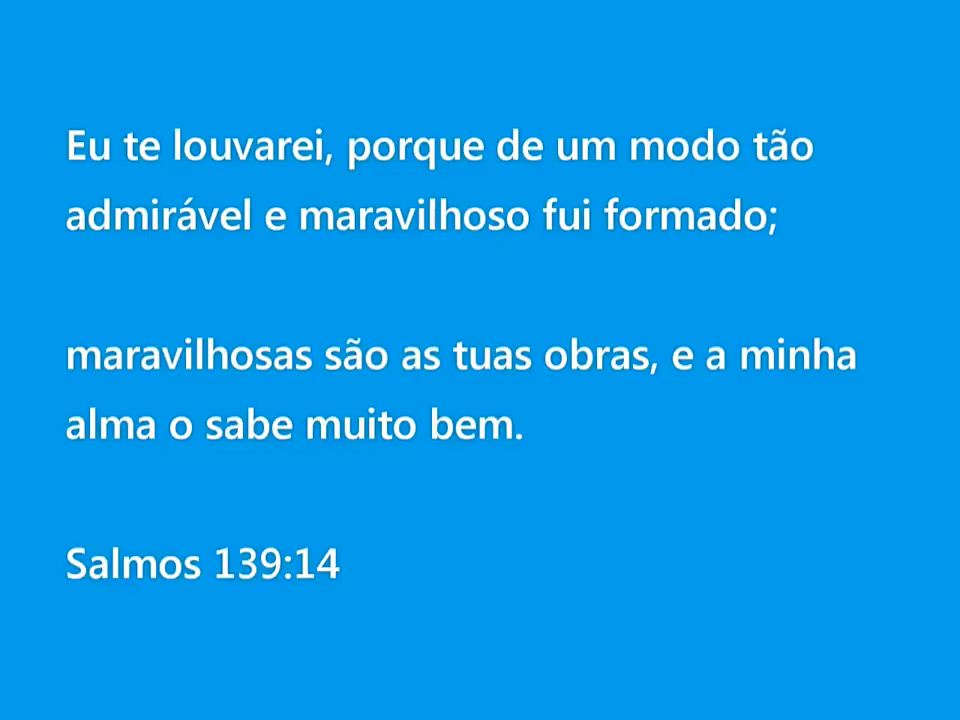 Eu te louvarei, porque de um modo tão
admirável e maravilhoso fui formado;
maravilhosas são as tuas obras, e a minha
alma o sabe muito bem.
Salmos 139:14